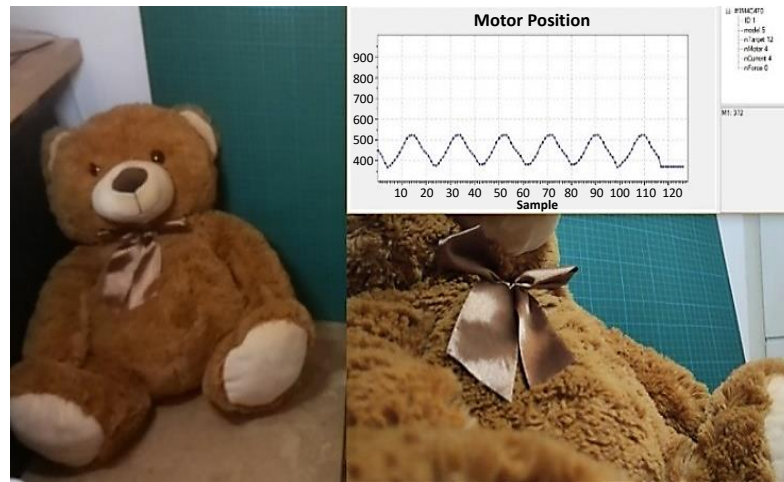 Motor Position
900
800
700
600
500
400
10 20 30 40 50 60 70 80 90 100 110 120
Sample
ID 1
model 5
nTarget 12
nMotor 4
nCurrent 4
nForce 0
M1: 372